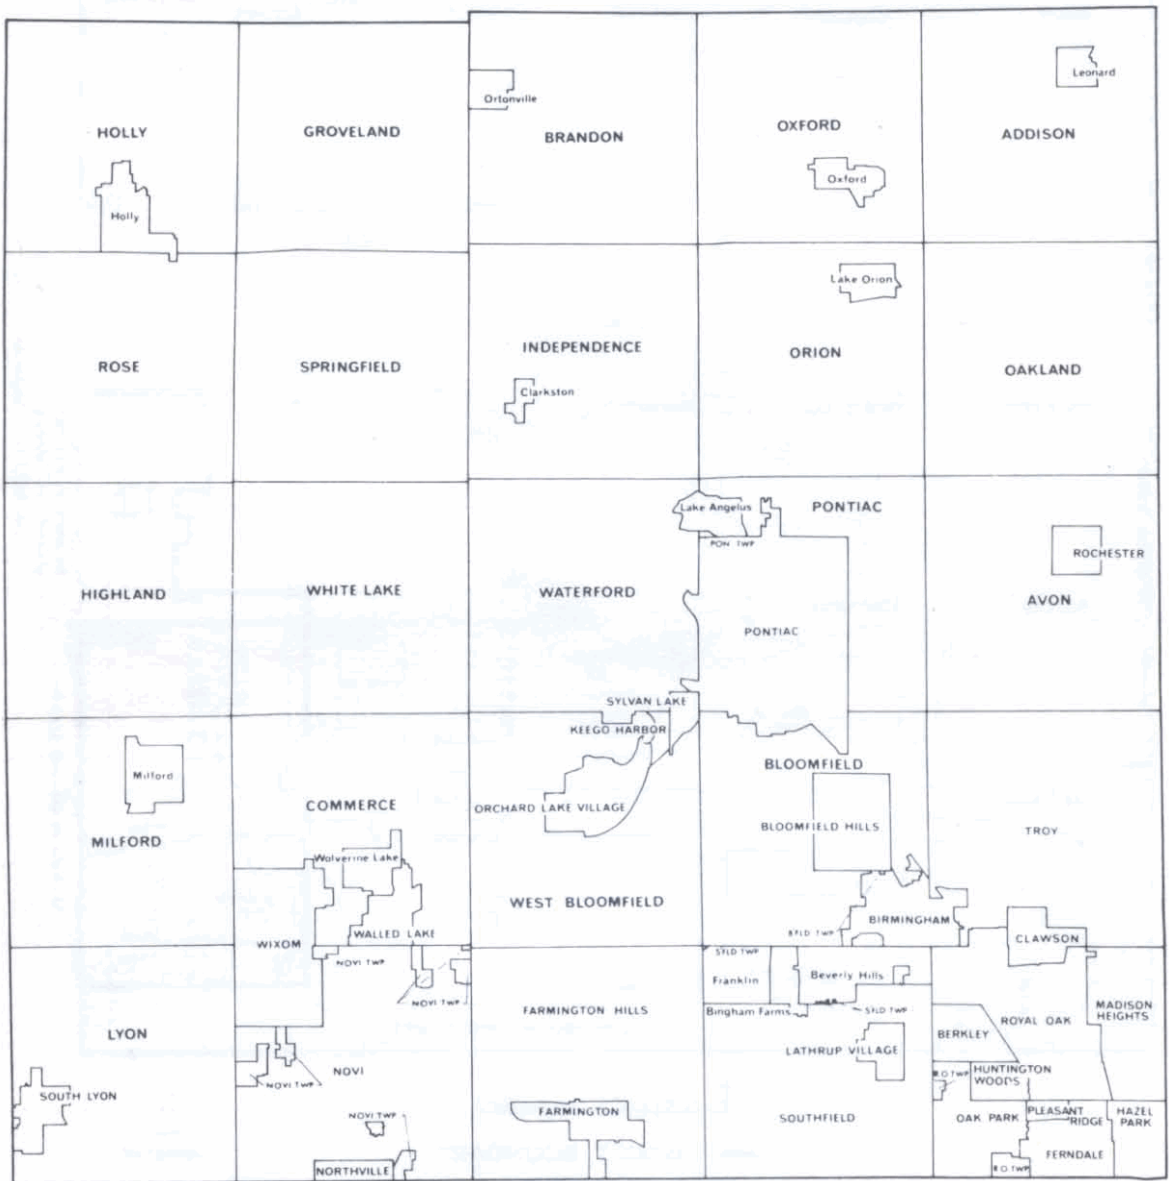 Leonard
Ortonville
HOLLY
GROVELAND
BRANDON
OXFORD
ADDISON
Oxford
Holly
Lake Orion
ROSE
SPRINGFIELD
INDEPENDENCE
ORION
OAKLAND
Clarkston
Lake Angelus
PONTIAC
PON TWP
ROCHESTER
HIGHLAND
WHITE LAKE
WATERFORD
AVON
PONTIAC
SYLVAN LAKE
KEEGO HARBOR
Milford
BLOOMFIELD
COMMERCE
ORCHARD LAKE VILLAGE
BLOOMFIELD HILLS
TROY
MILFORD
Wolverine Lake
WEST BLOOMFIELD
BIRMINGHAM
WALLED LAKE
BFLD TWP
WIXOM
CLAWSON
NOVI TWP
SFLD TWP
Franklin
Beverly Hills
NOVI TWP
FARMINGTON HILLS
Bingham Farms
SFLD TWP
MADISON
HEIGHTS
ROYAL OAK
LYON
BERKLEY
LATHRUP VILLAGE
NOVI
R.O TWP
HUNTINGTON
WOODS
NOVI TWP
SOUTH LYON
NOVI TWP
FARMINGTON
SOUTHFIELD
OAK PARK
PLEASANT
RIDGE
HAZEL
PARK
FERNDALE
NORTHVILLE
R.O TWP